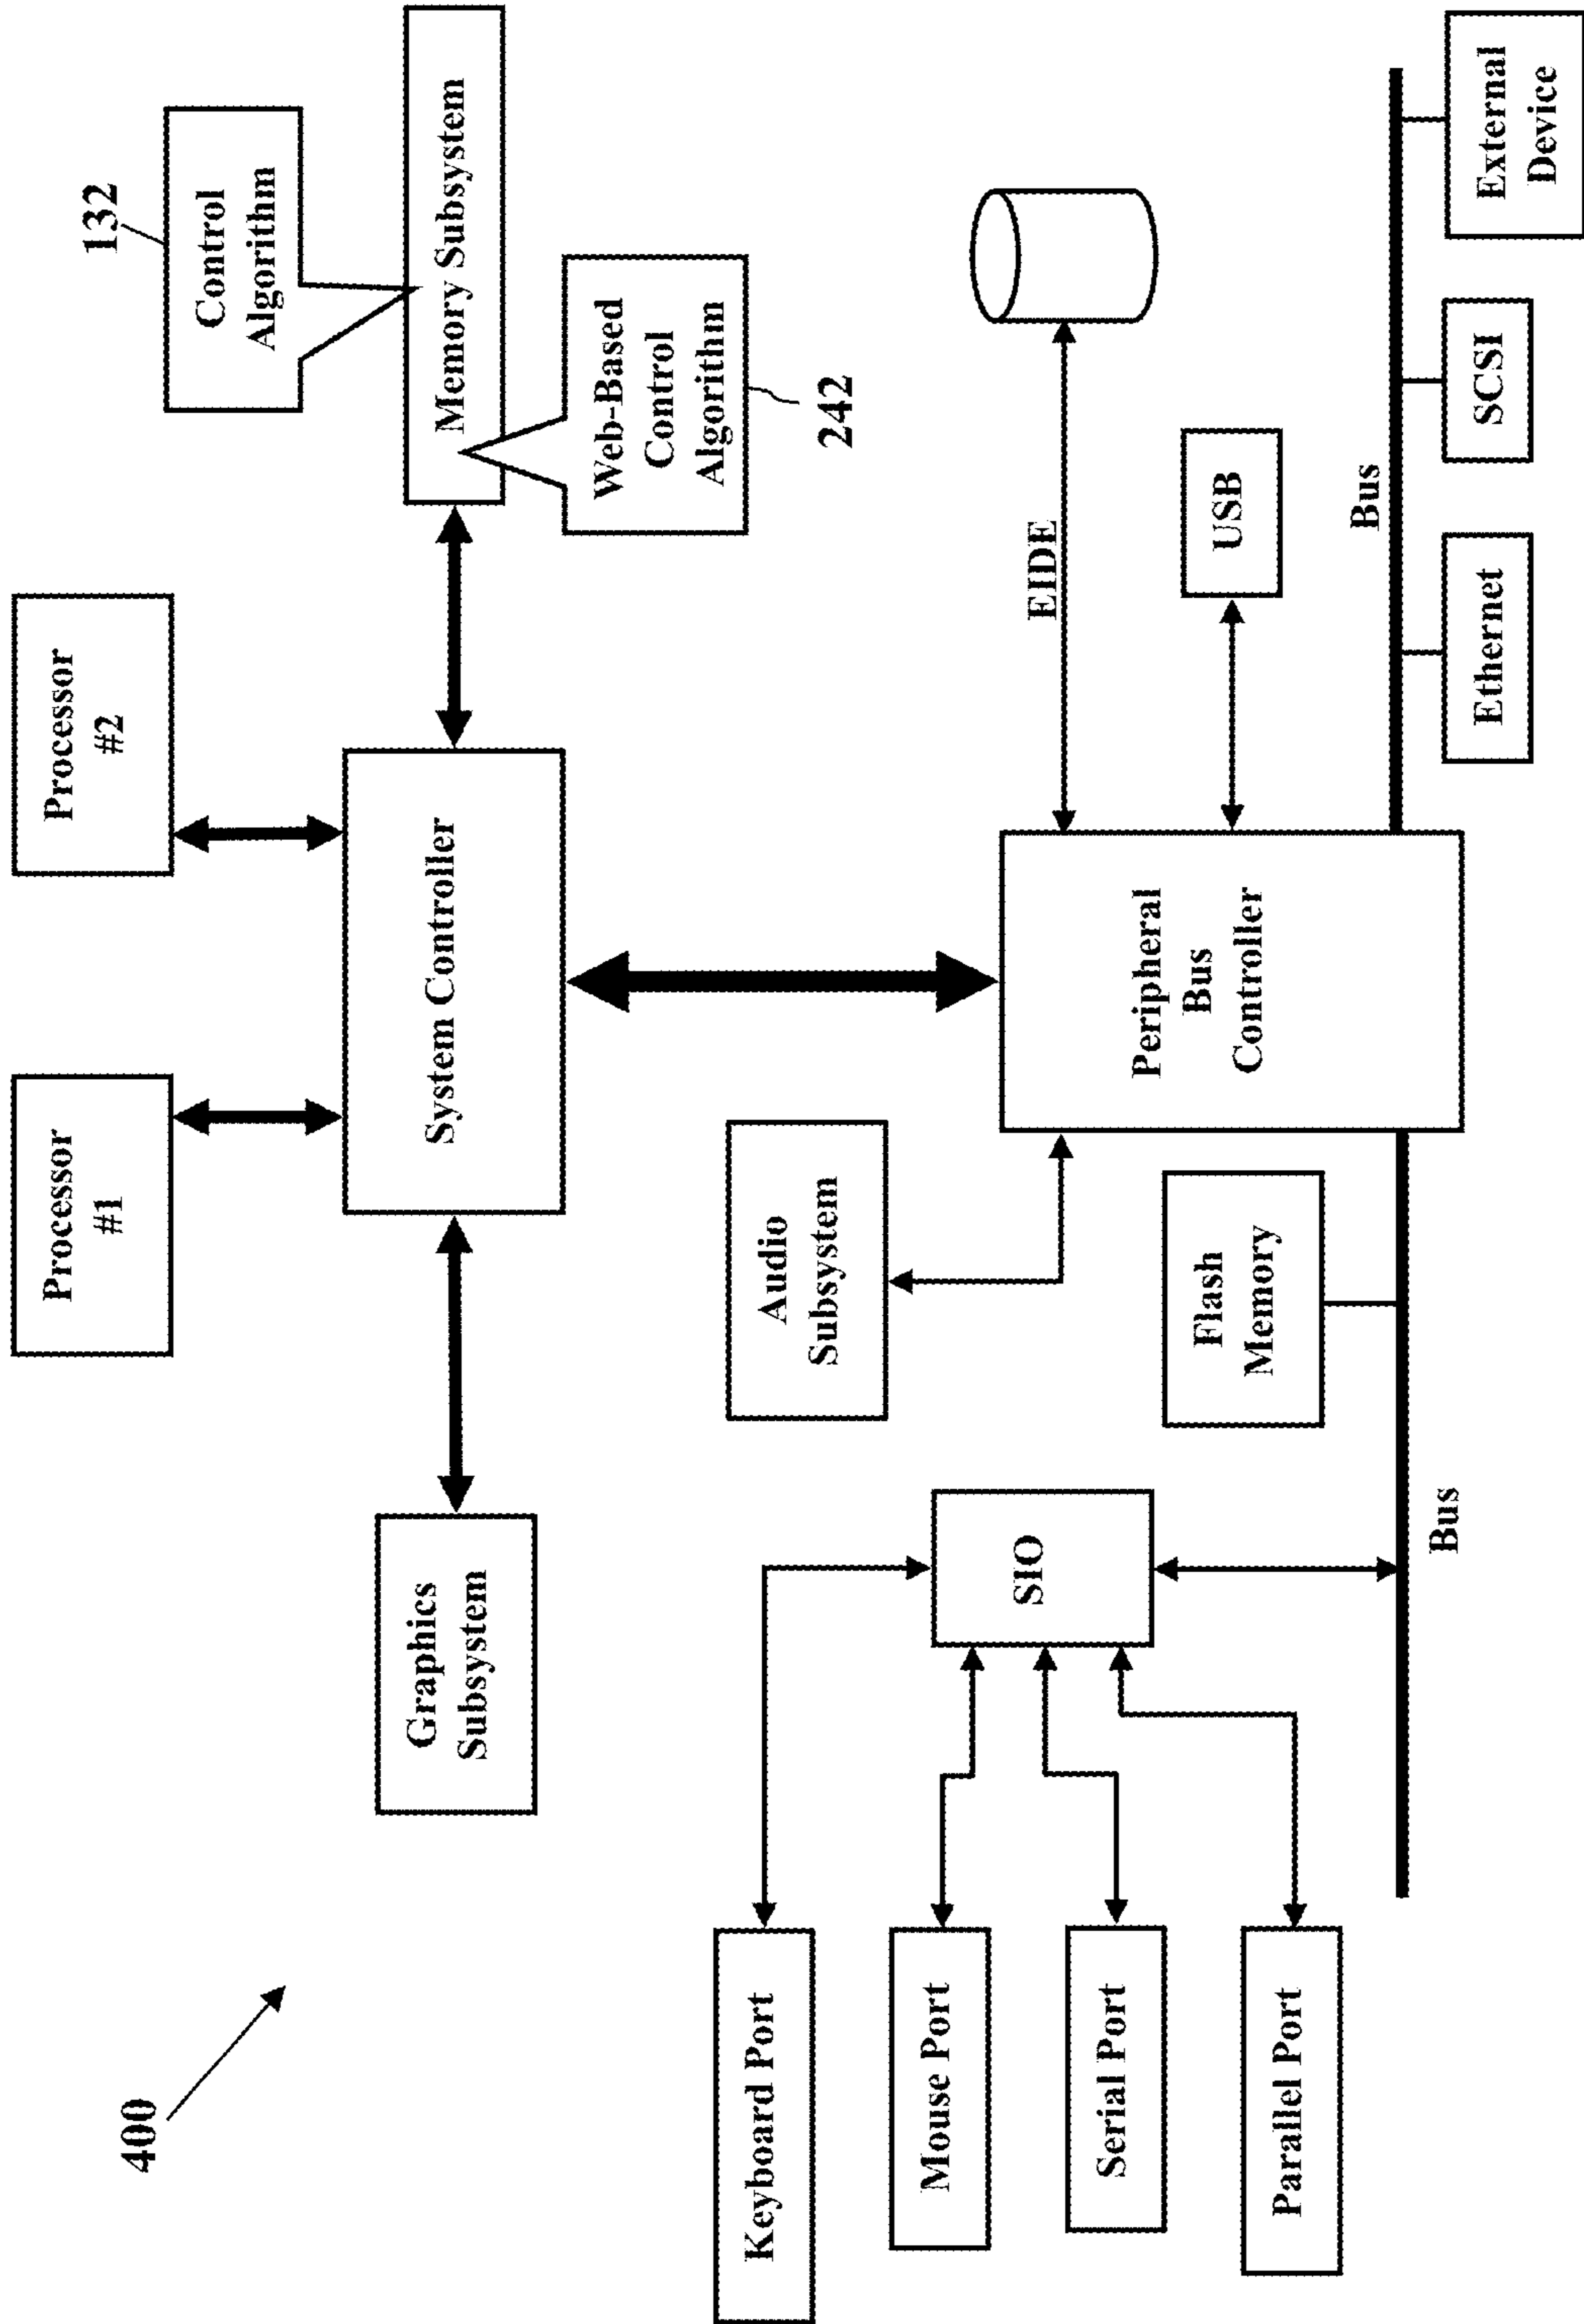 400
Processor
#1
Processor
#2
132
Control
Algorithm
Graphics
Subsystem
System Controller
Memory Subsystem
Web-Based
Control
Algorithm
242
Keyboard Port
Mouse Port
Serial Port
Parallel Port
SIO
Audio
Subsystem
Flash
Memory
Peripheral
Bus
Controller
EIDE
USB
Bus
Bus
Ethernet
SCSI
External
Device